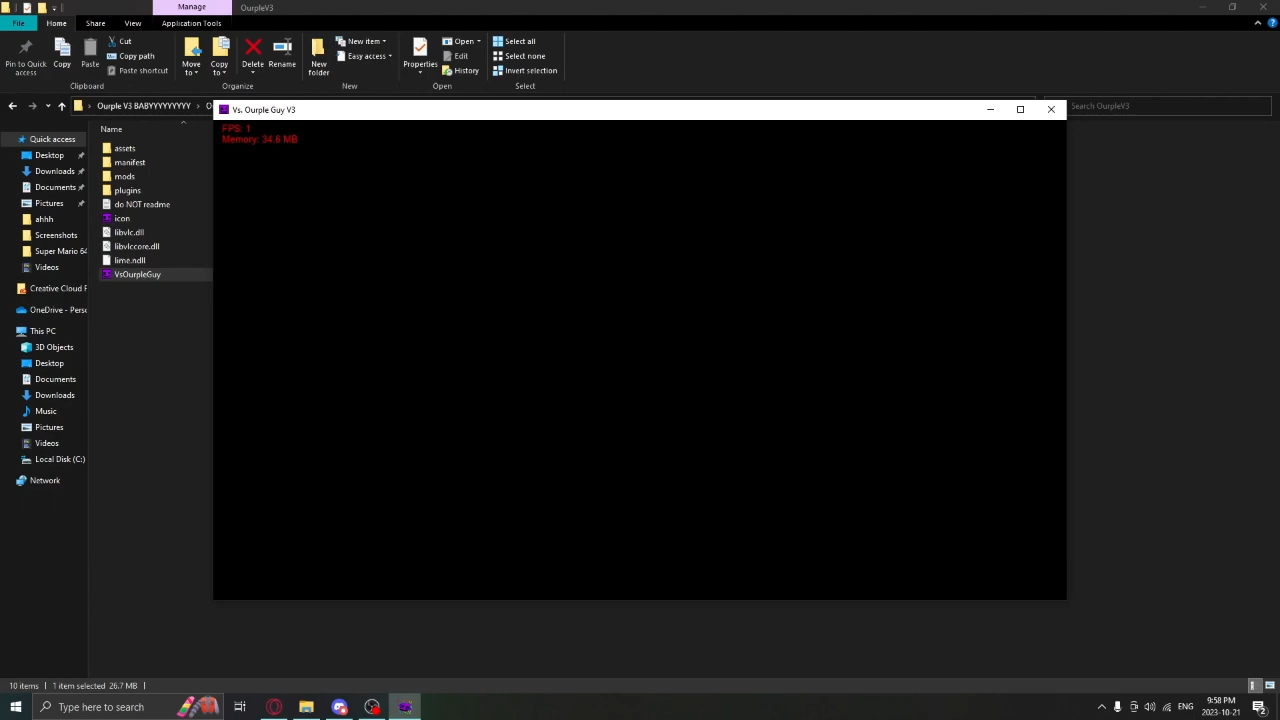 Manage
OurpleV3
File
Home
Share
View
Application Tools
Pin to Quick access
Copy
Paste
Cut
Copy path
Paste shortcut
Move to
Copy to
Delete
Rename
New folder
New item
Easy access
Properties
Open
Edit
History
Select all
Select none
Invert selection
Clipboard
Organize
New
Open
Select
Ourple V3 BABYYYYYYYYY
O
Search OurpleV3
Vs. Ourple Guy V3
FPS: 1
Memory: 34.6 MB
Name
Quick access
Desktop
Downloads
Documents
Pictures
ahhh
Screenshots
Super Mario 64
Videos
Creative Cloud F
OneDrive - Perso
This PC
3D Objects
Desktop
Documents
Downloads
Music
Pictures
Videos
Local Disk (C:)
Network
assets
manifest
mods
plugins
do NOT readme
icon
libvlc.dll
libvlccore.dll
lime.ndll
VsOurpleGuy
10 items
1 item selected 26.7 MB
Type here to search
ENG
9:58 PM
2023-10-21
2